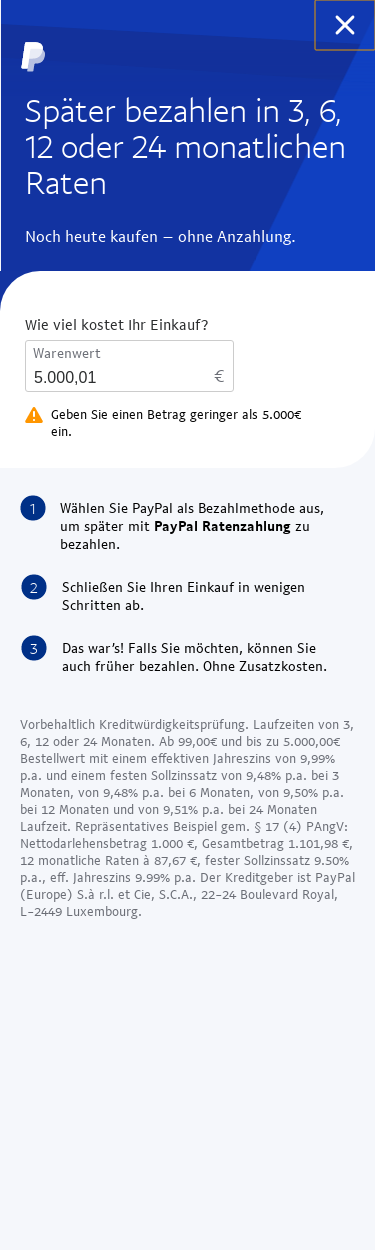 Später bezahlen in 3, 6,
12 oder 24 monatlichen
Raten
Noch heute kaufen – ohne Anzahlung.
Wie viel kostet Ihr Einkauf?
Warenwert
5.000,01 €
Geben Sie einen Betrag geringer als 5.000€
ein.
1 Wählen Sie PayPal als Bezahlmethode aus,
um später mit PayPal Ratenzahlung zu
bezahlen.
2 Schließen Sie Ihren Einkauf in wenigen
Schritten ab.
3 Das war's! Falls Sie möchten, können Sie
auch früher bezahlen. Ohne Zusatzkosten.
Vorbehaltlich Kreditwürdigkeitsprüfung. Laufzeiten von 3,
6, 12 oder 24 Monaten. Ab 99,00€ und bis zu 5.000,00€
Bestellwert mit einem effektiven Jahreszins von 9,99%
p.a. und einem festen Sollzinssatz von 9,48% p.a. bei 3
Monaten, von 9,48% p.a. bei 6 Monaten, von 9,50% p.a.
bei 12 Monaten und von 9,51% p.a. bei 24 Monaten
Laufzeit. Repräsentatives Beispiel gem. § 17 (4) PAngV:
Nettodarlehensbetrag 1.000 €, Gesamtbetrag 1.101,98 €,
12 monatliche Raten à 87,67 €, fester Sollzinssatz 9.50%
p.a., eff. Jahreszins 9.99% p.a. Der Kreditgeber ist PayPal
(Europe) S.à r.l. et Cie, S.C.A., 22-24 Boulevard Royal,
L-2449 Luxembourg.